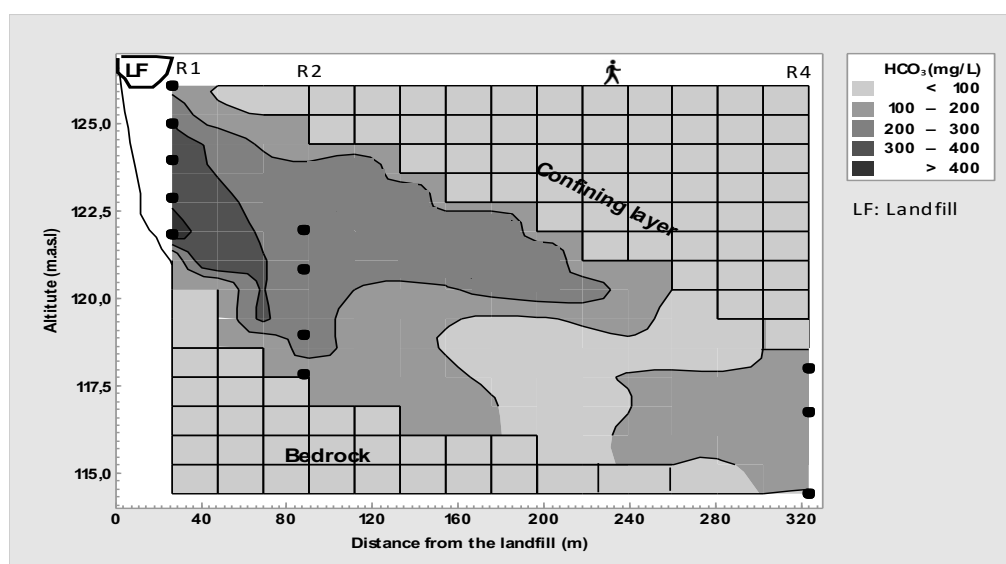 LF R1 R2 R4
HCO₃(mg/L)
< 100
100 – 200
200 – 300
300 – 400
> 400
LF: Landfill
Altitute (m.a.s.l)
125,0
122,5
120,0
117,5
115,0
Confining layer
Bedrock
0 40 80 120 160 200 240 280 320
Distance from the landfill (m)